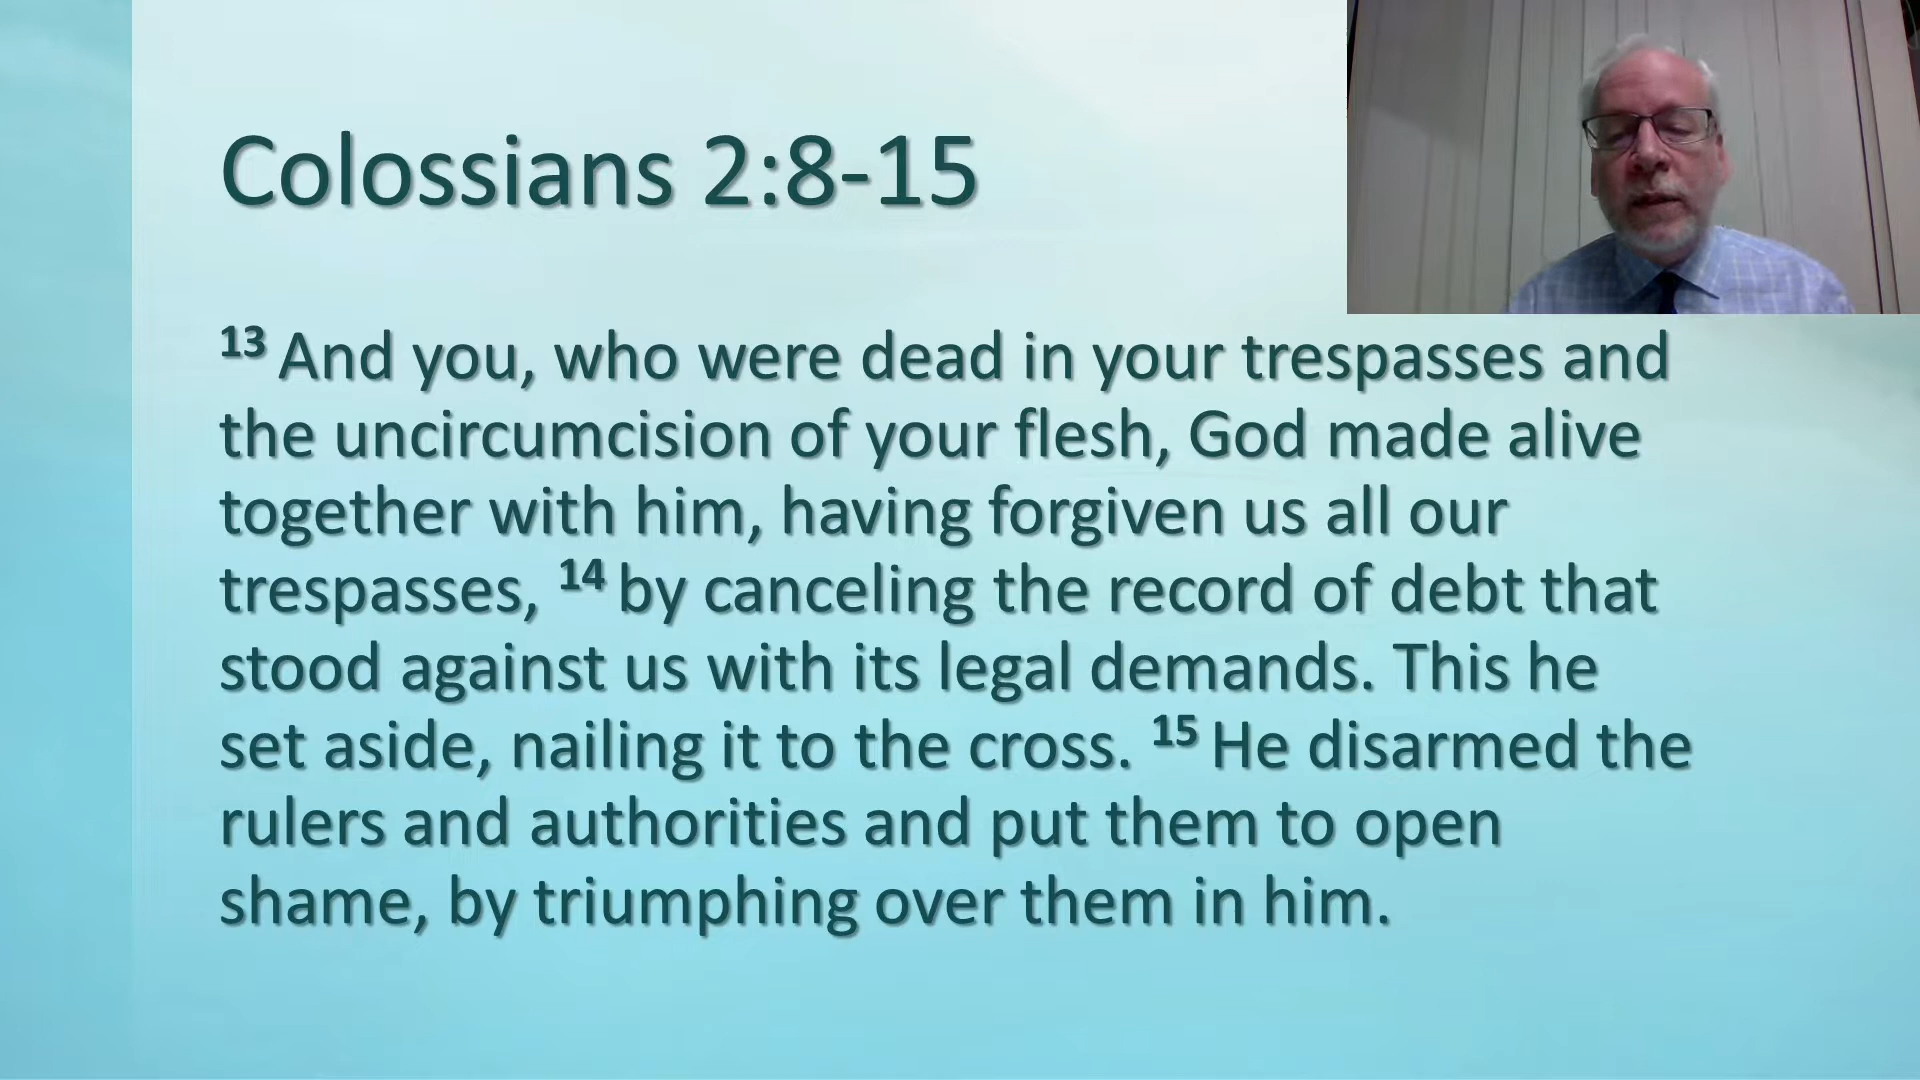 Colossians 2:8-15
13 And you, who were dead in your trespasses and
the uncircumcision of your flesh, God made alive
together with him, having forgiven us all our
trespasses, 14 by canceling the record of debt that
stood against us with its legal demands. This he
set aside, nailing it to the cross. 15 He disarmed the
rulers and authorities and put them to open
shame, by triumphing over them in him.